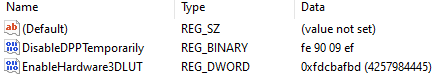 Name Type Data
(Default) REG_SZ (value not set)
DisableDPPTemporarily REG_BINARY fe 90 09 ef
EnableHardware3DLUT REG_DWORD 0xfdcbafbd (4257984445)